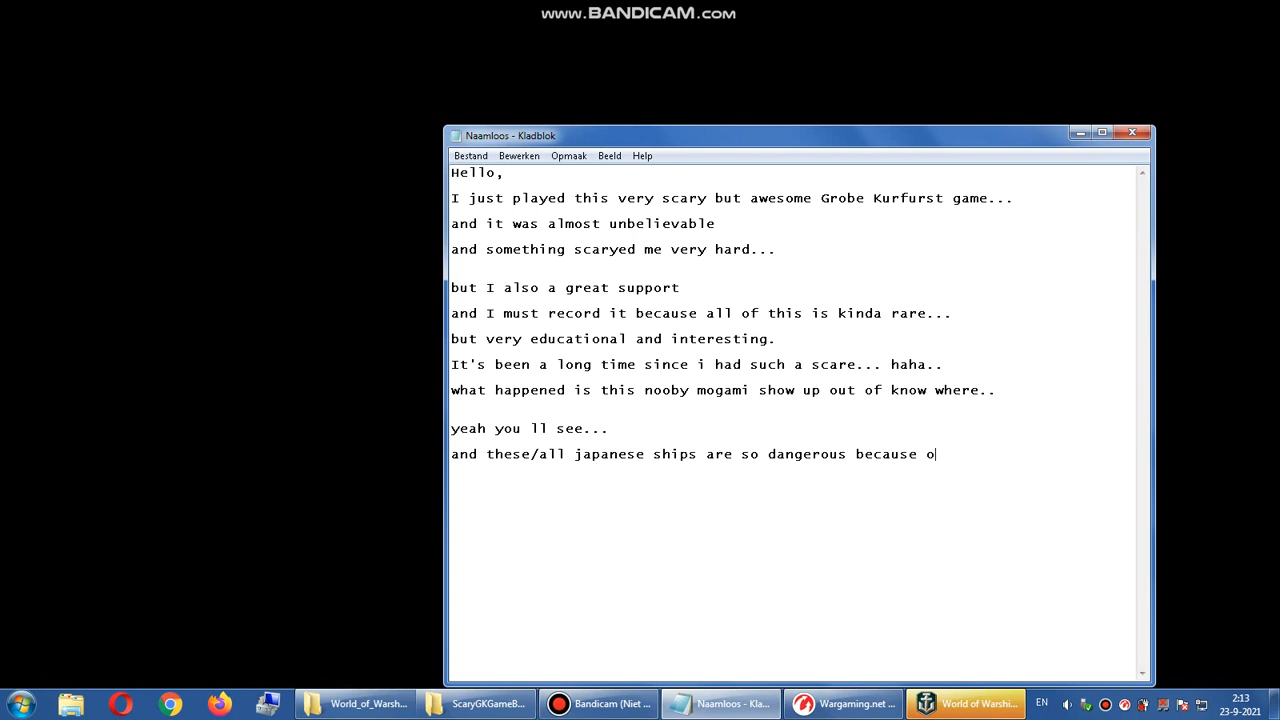 www.BANDICAM.com
Naamloos - Kladblok
Bestand Bewerken Opmaak Beeld Help
Hello,
I just played this very scary but awesome Grobe Kurfurst game...
and it was almost unbelievable
and something scaryed me very hard...
but I also a great support
and I must record it because all of this is kinda rare...
but very educational and interesting.
It's been a long time since i had such a scare... haha..
what happened is this nooby mogami show up out of know where..
yeah you ll see...
and these/all japanese ships are so dangerous because o
World_of_Warsh... ScaryGKGameB... Bandicam (Niet ... Naamloos - Kla... Wargaming.net ... World of Warshi... EN 2:13
23-9-2021